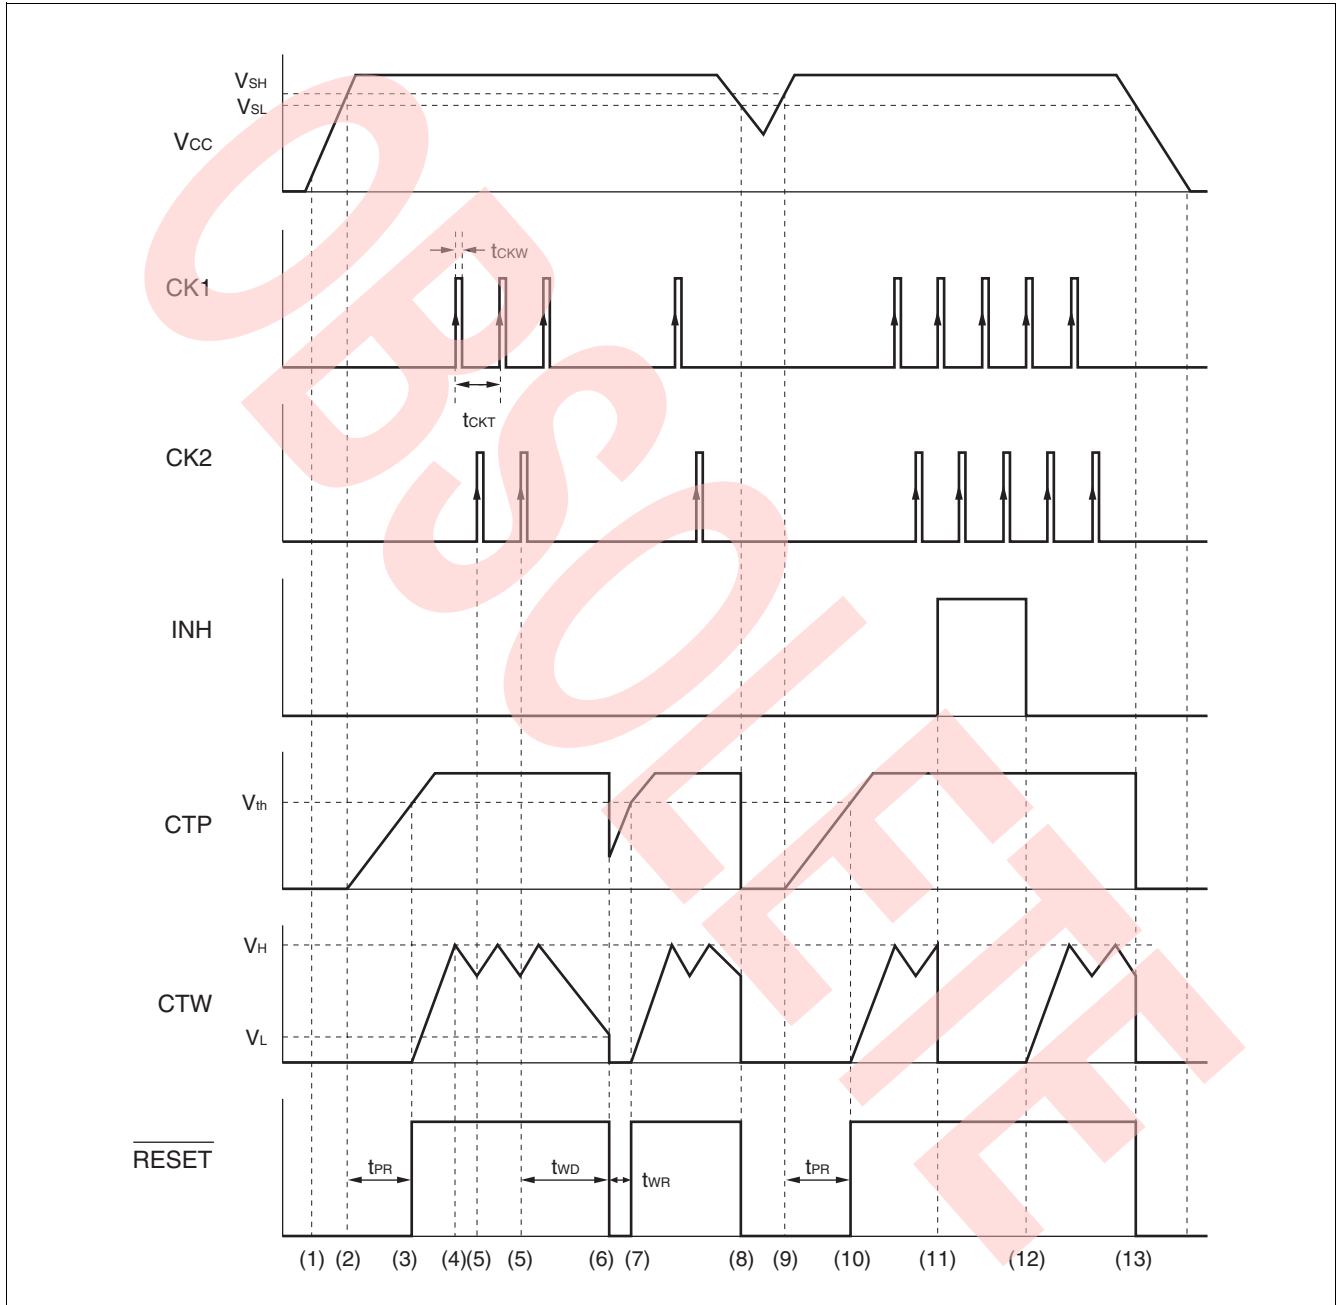 VSH
VSL
VCC
tCKW
CK1
tCKT
CK2
INH
Vth
CTP
VH
CTW
VL
RESET
tPR
tWD
tWR
tPR
(1) (2) (3) (4)(5) (5) (6) (7) (8) (9) (10) (11) (12) (13)
OBSOLETE